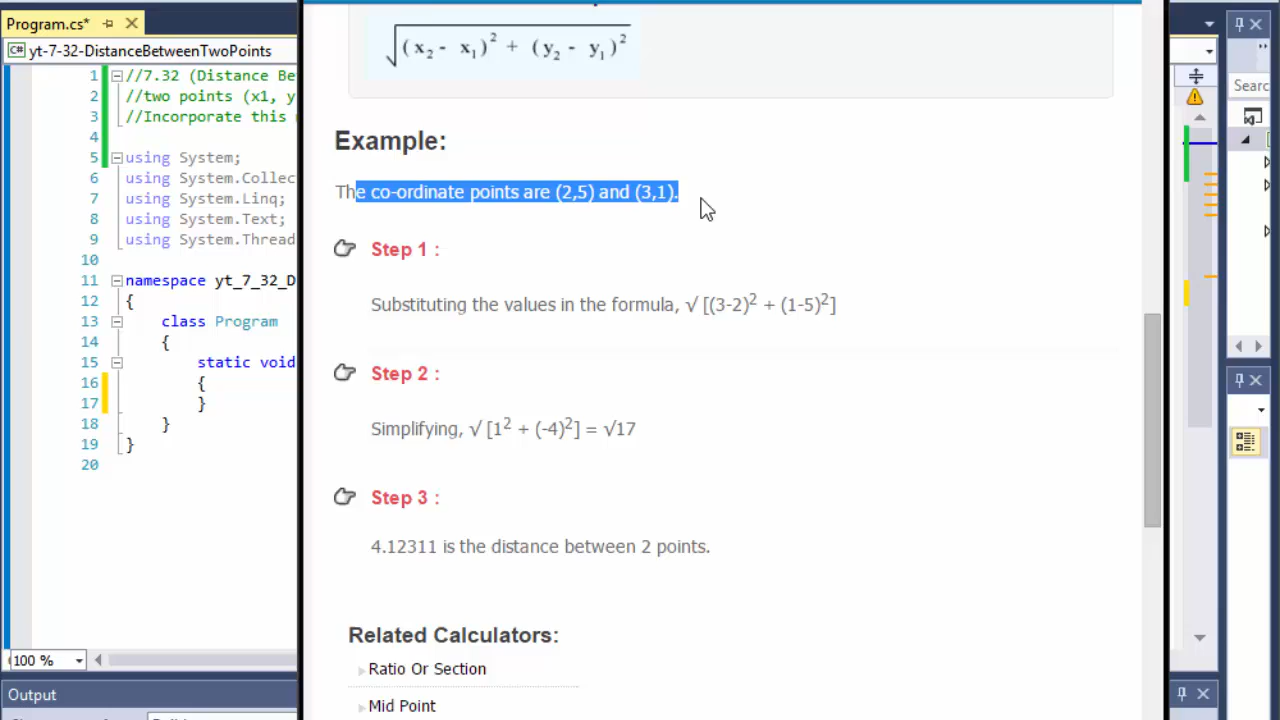 Program.cs*
yt-7-32-DistanceBetweenTwoPoints
1 //7.32 (Distance Be
2 //two points (x1, y
3 //Incorporate this
4
5 using System;
6 using System.Collec
7 using System.Linq;
8 using System.Text;
9 using System.Thread
10
11 namespace yt_7_32_D
12 {
13 class Program
14 {
15 static void
16 {
17 }
18 }
19 }
20
100 %
Output
√(x₂ - x₁)² + (y₂ - y₁)²
Example:
The co-ordinate points are (2,5) and (3,1).
Step 1 :
Substituting the values in the formula, √ [(3-2)² + (1-5)²]
Step 2 :
Simplifying, √ [1² + (-4)²] = √17
Step 3 :
4.12311 is the distance between 2 points.
Related Calculators:
Ratio Or Section
Mid Point
Searc